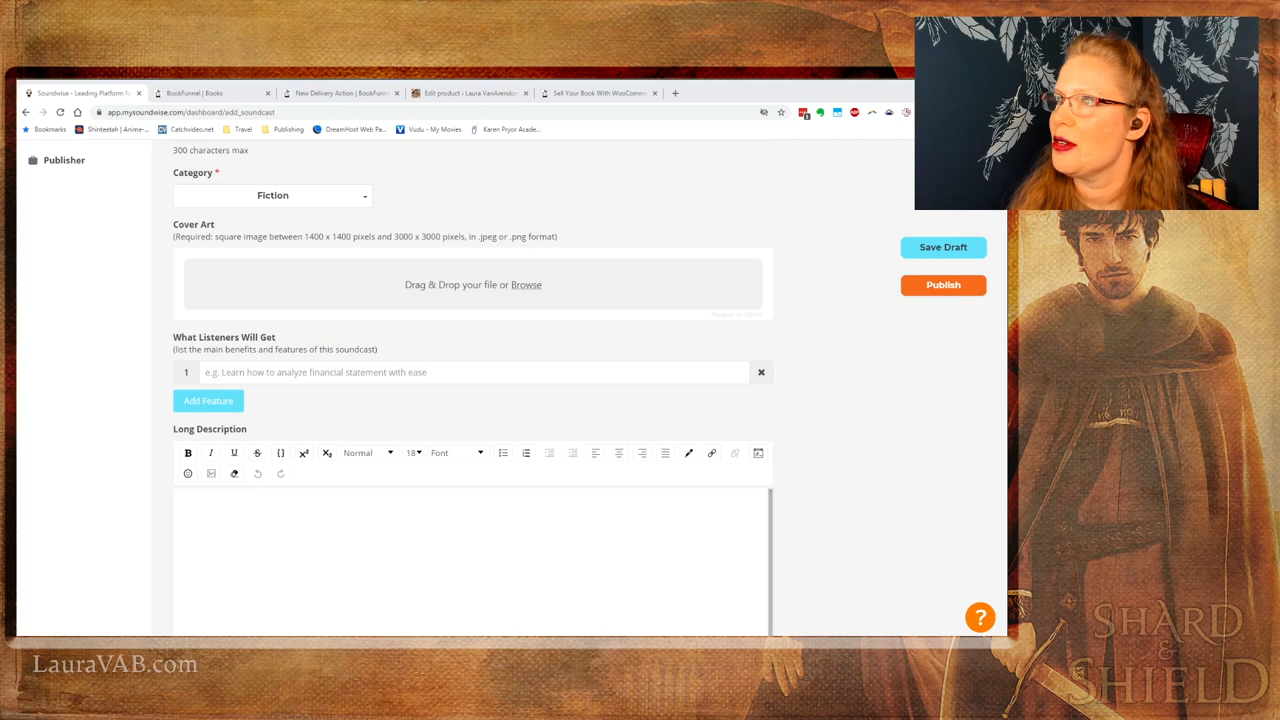 Soundwise - Leading Platform fo
BookFunnel | Books
New Delivery Action | BookFunn
Edit product ‹ Laura VanArendon
Sell Your Book With WooComme
app.mysoundwise.com/dashboard/add_soundcast
Bookmarks
Shinteetah | Anime-...
Catchvideo.net
Travel
Publishing
DreamHost Web Pa...
Vudu - My Movies
Karen Pryor Acade...
Publisher
300 characters max
Category *
Fiction
Cover Art
(Required: square image between 1400 x 1400 pixels and 3000 x 3000 pixels, in .jpeg or .png format)
Drag & Drop your file or Browse
Powered by PQINA
Save Draft
Publish
What Listeners Will Get
(list the main benefits and features of this soundcast)
1 e.g. Learn how to analyze financial statement with ease
Add Feature
Long Description
Normal 18 Font
?
LauraVAB.com
SHARD
&
SHIELD